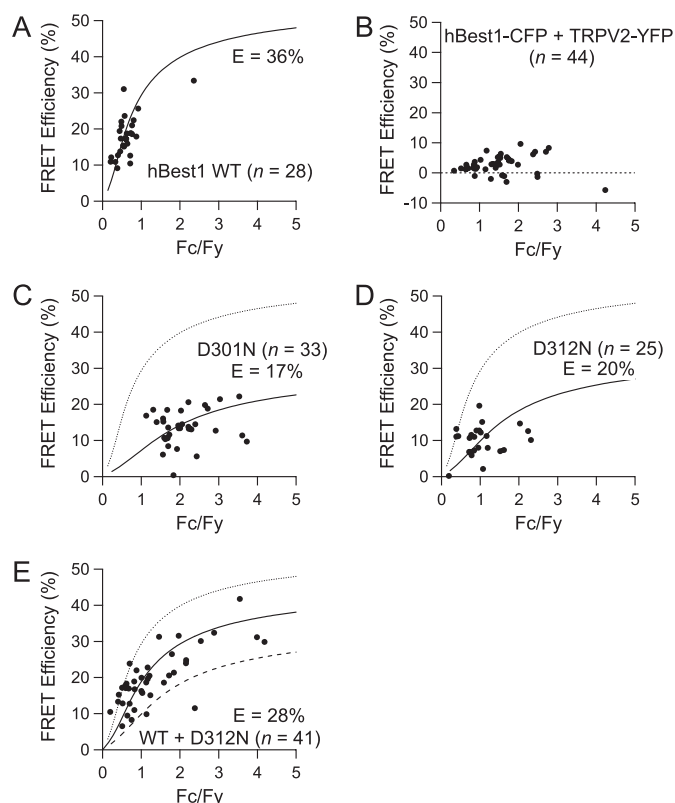 A
FRET Efficiency (%)
50
40
30
20
10
0
0 1 2 3 4 5
Fc/Fy
E = 36%
hBest1 WT (n = 28)
B
hBest1-CFP + TRPV2-YFP
(n = 44)
FRET Efficiency (%)
50
40
30
20
10
0
-10
0 1 2 3 4 5
Fc/Fy
C
FRET Efficiency (%)
50
40
30
20
10
0
0 1 2 3 4 5
Fc/Fy
D301N (n = 33)
E = 17%
D
FRET Efficiency (%)
50
40
30
20
10
0
0 1 2 3 4 5
Fc/Fy
D312N (n = 25)
E = 20%
E
FRET Efficiency (%)
50
40
30
20
10
0
0 1 2 3 4 5
Fc/Fy
E = 28%
WT + D312N (n = 41)